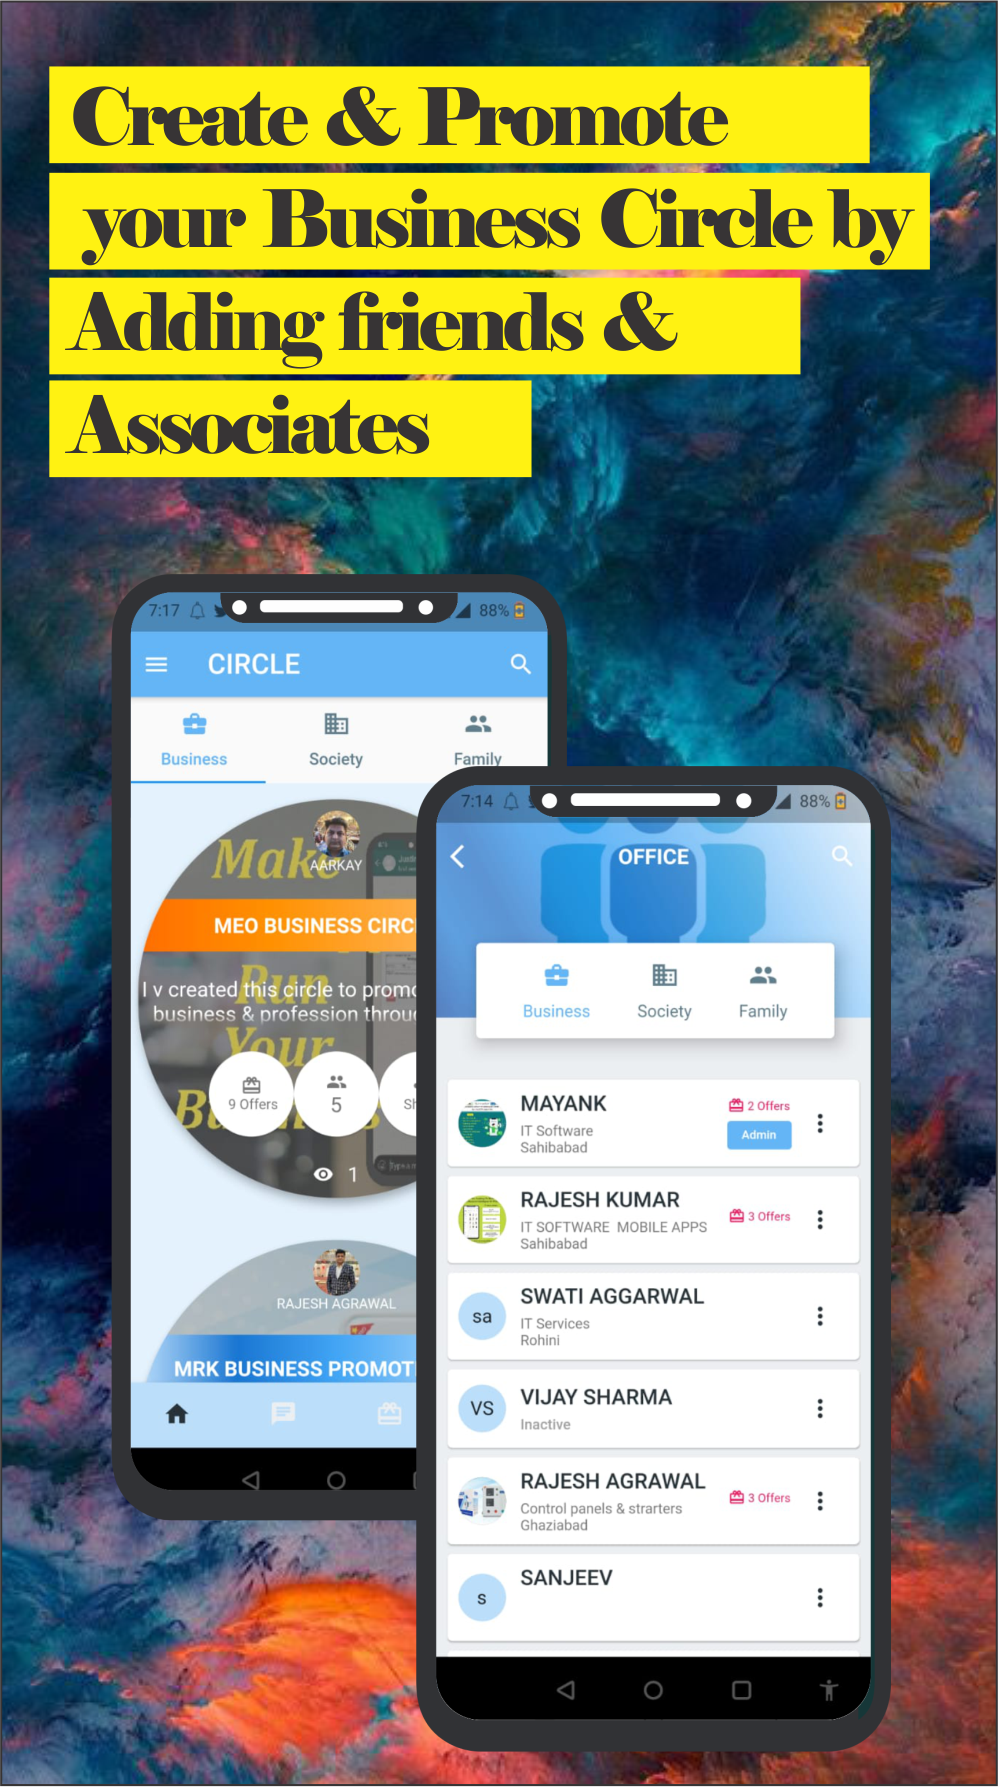 Create & Promote
your Business Circle by
Adding friends &
Associates
7:17
88%
CIRCLE
Business
Society
Family
Make
AARKAY
MEO BUSINESS CIRC
Run
I v created this circle to promo
business & profession throu
Your
9 Offers
5
Sh
1
RAJESH AGRAWAL
MRK BUSINESS PROMOT
7:14
88%
OFFICE
Business
Society
Family
MAYANK
2 Offers
IT Software
Admin
Sahibabad
RAJESH KUMAR
IT SOFTWARE MOBILE APPS
3 Offers
Sahibabad
sa
SWATI AGGARWAL
IT Services
Rohini
VS
VIJAY SHARMA
Inactive
RAJESH AGRAWAL
Control panels & strarters
3 Offers
Ghaziabad
s
SANJEEV